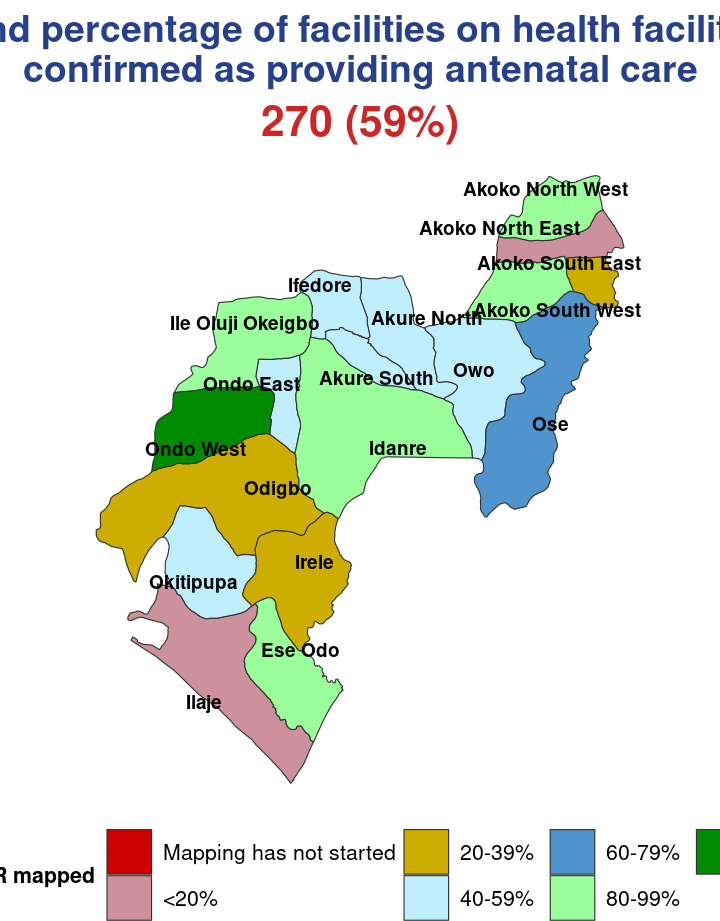 nd percentage of facilities on health facilit
confirmed as providing antenatal care
270 (59%)
Akoko North West
Akoko North East
Akoko South East
Ifedore
Akoko South West
Akure North
Ile Oluji Okeigbo
Owo
Akure South
Ondo East
Ose
Idanre
Ondo West
Odigbo
Irele
Okitipupa
Ese Odo
Ilaje
R mapped
Mapping has not started
20-39%
60-79%
<20%
40-59%
80-99%